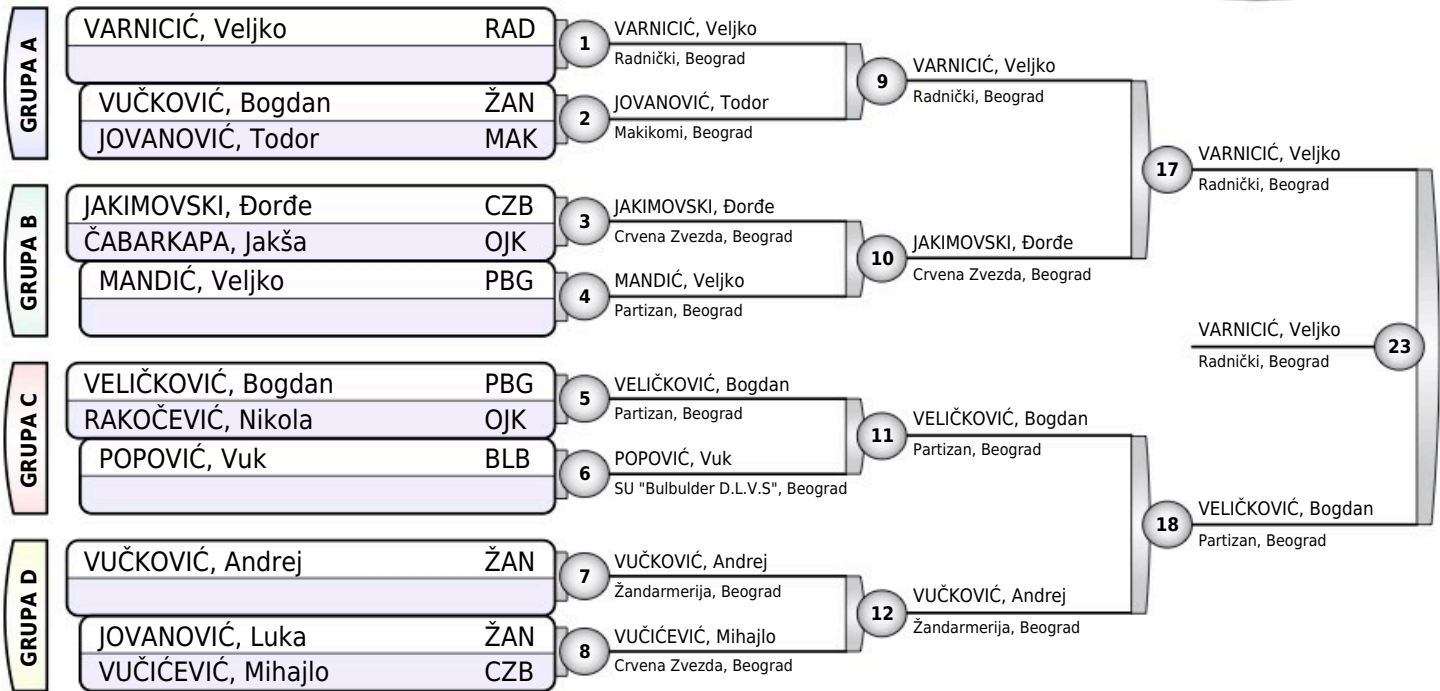 GRUPA A
VARNICIĆ, Veljko RAD
VUČKOVIĆ, Bogdan ŽAN
JOVANOVIĆ, Todor MAK
GRUPA B
JAKIMOVSKI, Đorđe CZB
ČABARKAPA, Jakša OJK
MANDIĆ, Veljko PBG
GRUPA C
VELIČKOVIĆ, Bogdan PBG
RAKOČEVIĆ, Nikola OJK
POPOVIĆ, Vuk BLB
GRUPA D
VUČKOVIĆ, Andrej ŽAN
JOVANOVIĆ, Luka ŽAN
VUČIĆEVIĆ, Mihajlo CZB
1
VARNICIĆ, Veljko
Radnički, Beograd
2
JOVANOVIĆ, Todor
Makikomi, Beograd
3
JAKIMOVSKI, Đorđe
Crvena Zvezda, Beograd
4
MANDIĆ, Veljko
Partizan, Beograd
5
VELIČKOVIĆ, Bogdan
Partizan, Beograd
6
POPOVIĆ, Vuk
SU "Bulbulder D.L.V.S", Beograd
7
VUČKOVIĆ, Andrej
Žandarmerija, Beograd
8
VUČIĆEVIĆ, Mihajlo
Crvena Zvezda, Beograd
9
VARNICIĆ, Veljko
Radnički, Beograd
10
JAKIMOVSKI, Đorđe
Crvena Zvezda, Beograd
11
VELIČKOVIĆ, Bogdan
Partizan, Beograd
12
VUČKOVIĆ, Andrej
Žandarmerija, Beograd
17
VARNICIĆ, Veljko
Radnički, Beograd
18
VELIČKOVIĆ, Bogdan
Partizan, Beograd
VARNICIĆ, Veljko
Radnički, Beograd
23